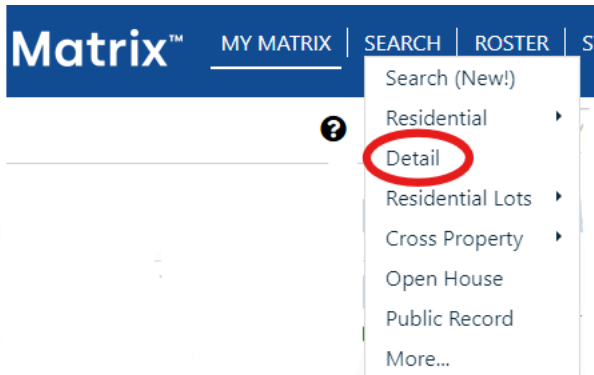 Matrix™ MY MATRIX SEARCH ROSTER S
Search (New!)
?
Residential
Detail
Residential Lots
Cross Property
Open House
Public Record
More...